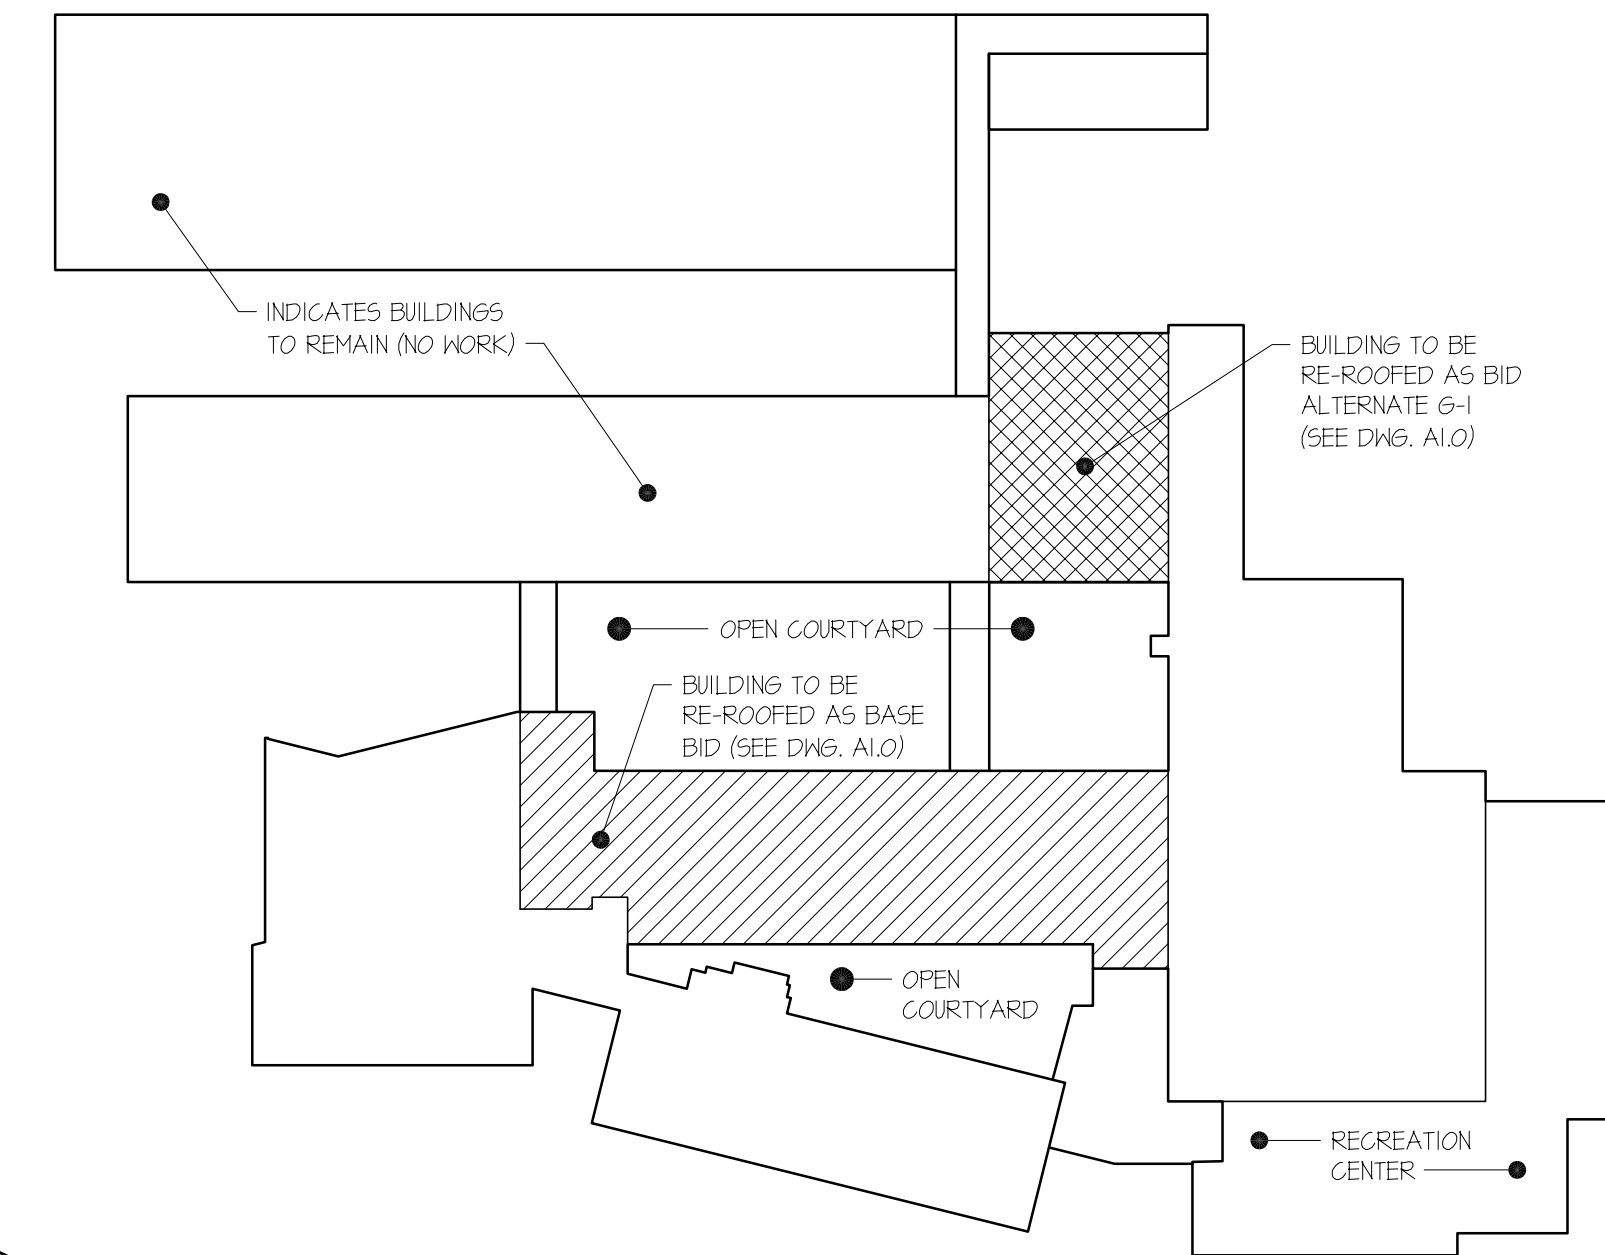 INDICATES BUILDINGS
TO REMAIN (NO WORK)
BUILDING TO BE
RE-ROOFED AS BID
ALTERNATE G-1
(SEE DWG. A1.0)
OPEN COURTYARD
BUILDING TO BE
RE-ROOFED AS BASE
BID (SEE DWG. A1.0)
OPEN
COURTYARD
RECREATION
CENTER